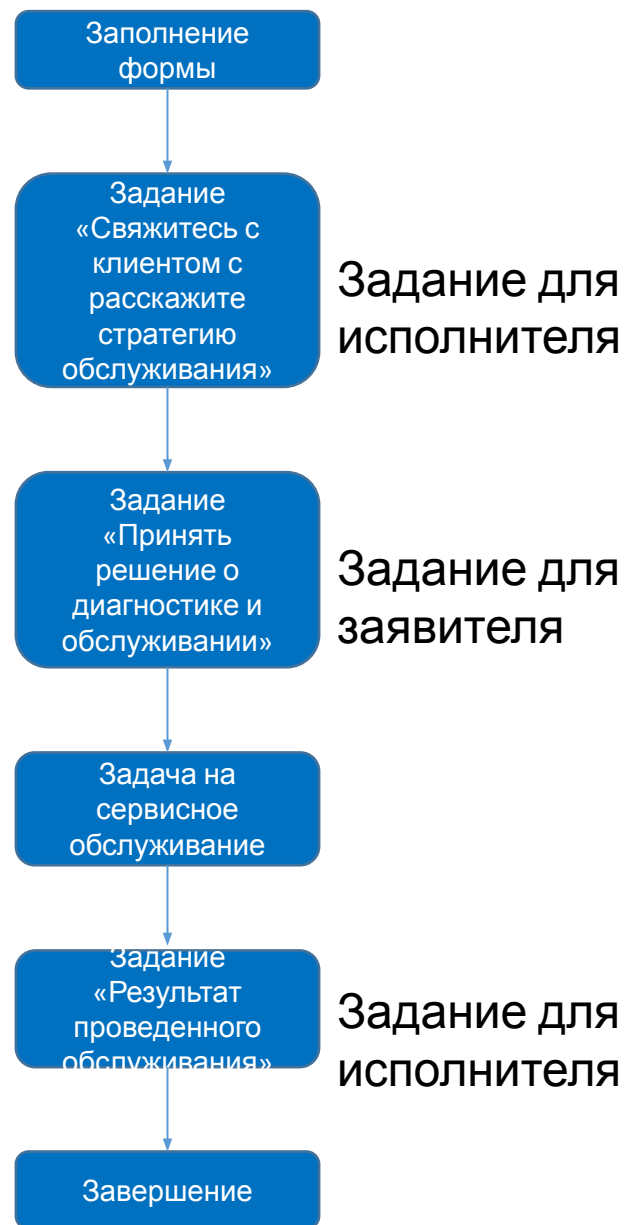 Заполнение
формы
Задание
«Свяжитесь с
клиентом с
расскажите
стратегию
обслуживания»
Задание для
исполнителя
Задание
«Принять
решение о
диагностике и
обслуживании»
Задание для
заявителя
Задача на
сервисное
обслуживание
Задание
«Результат
проведенного
обслуживания»
Задание для
исполнителя
Завершение